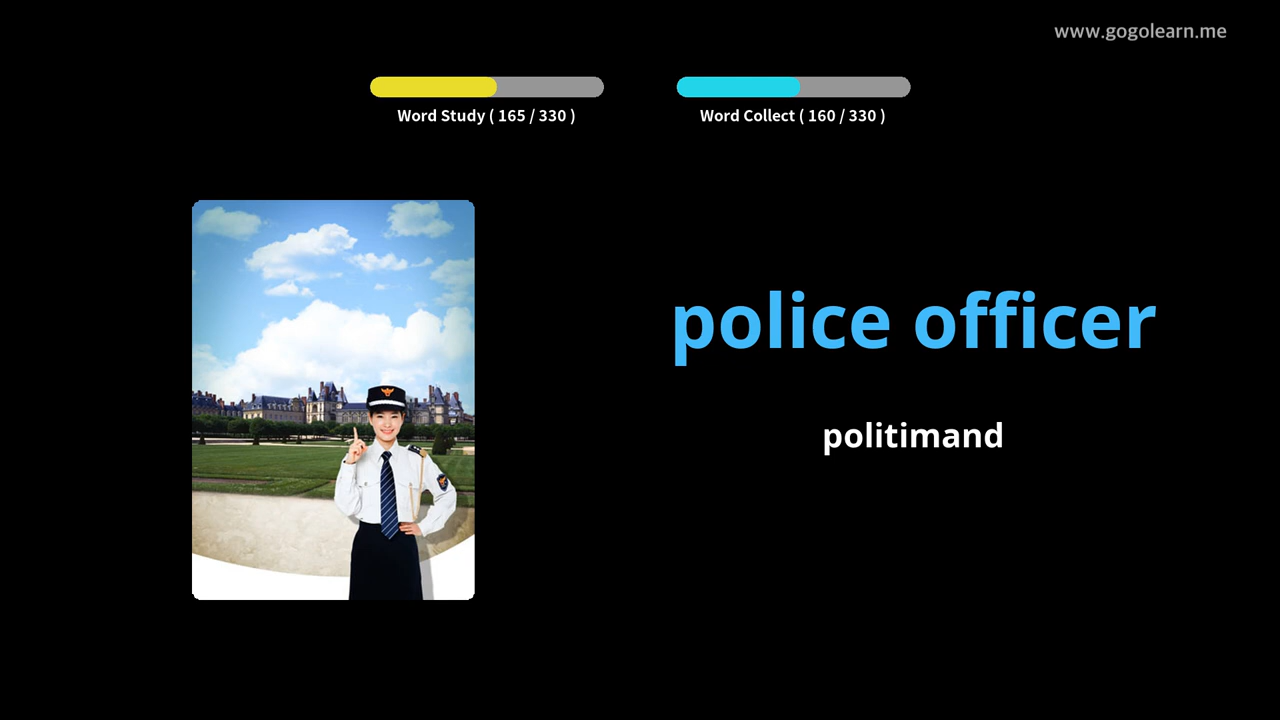 www.gogolearn.me
Word Study ( 165 / 330 )
Word Collect ( 160 / 330 )
police officer
politimand